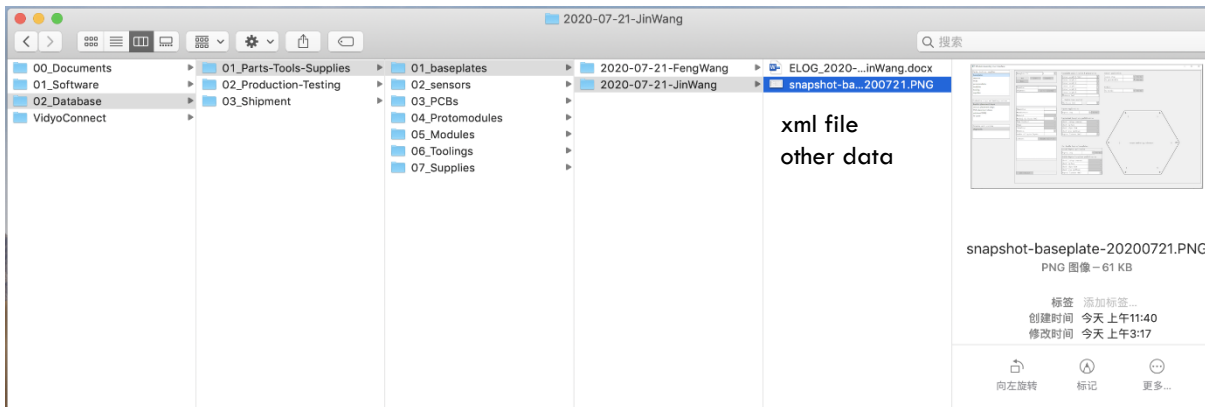 2020-07-21-JinWang
搜索
00_Documents
01_Software
02_Database
VidyoConnect
01_Parts-Tools-Supplies
02_Production-Testing
03_Shipment
01_baseplates
02_sensors
03_PCBs
04_Protomodules
05_Modules
06_Toolings
07_Supplies
2020-07-21-FengWang
2020-07-21-JinWang
ELOG_2020-...inWang.docx
snapshot-ba...200721.PNG
xml file
other data
snapshot-baseplate-20200721.PNG
PNG 图像 – 61 KB
标签 添加标签...
创建时间 今天 上午11:40
修改时间 今天 上午3:17
向左旋转
标记
更多...